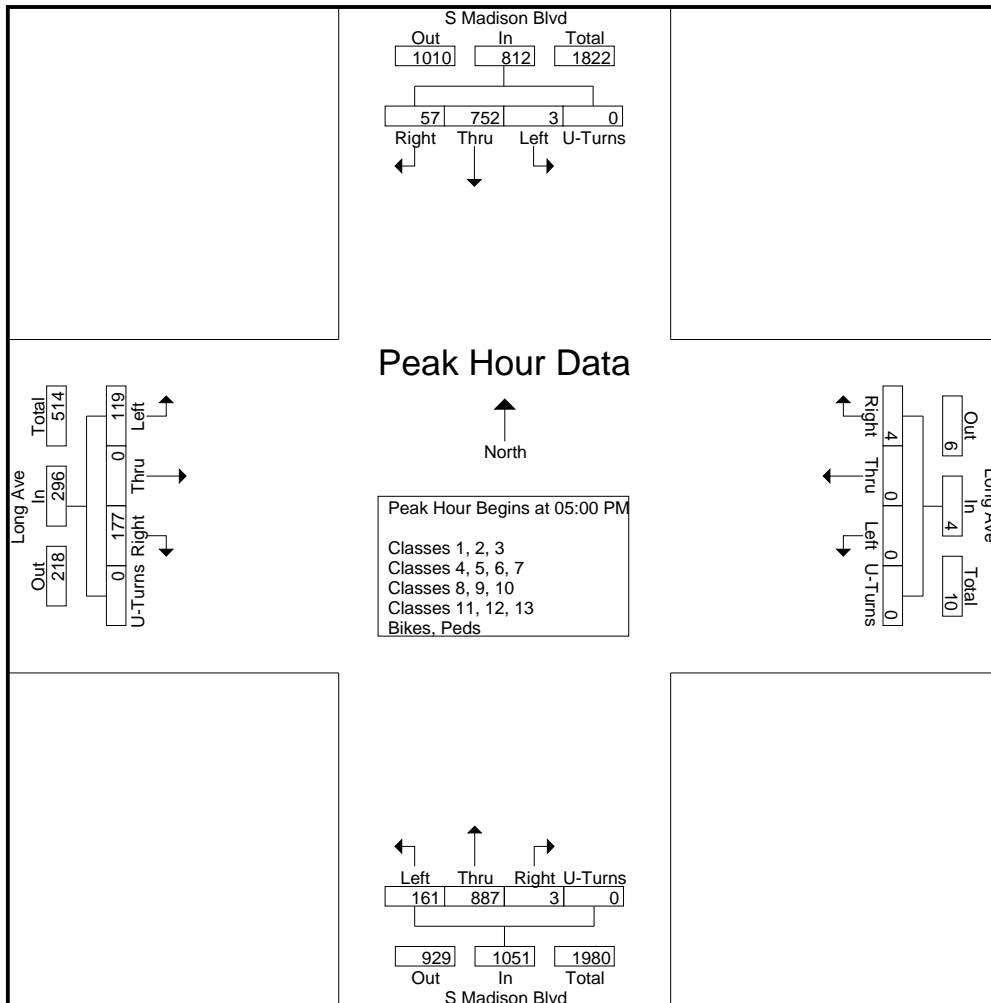 S Madison Blvd
Out In Total
1010 812 1822
57 752 3 0
Right Thru Left U-Turns
Peak Hour Data
North
Long Ave
Total In Out
514 296 218
119 0 177 0
Left Thru Right U-Turns
Peak Hour Begins at 05:00 PM
Classes 1, 2, 3
Classes 4, 5, 6, 7
Classes 8, 9, 10
Classes 11, 12, 13
Bikes, Peds
Right Thru Left U-Turns
4 0 0 0
Out In Total
6 4 10
Long Ave
Left Thru Right U-Turns
161 887 3 0
929 1051 1980
Out In Total
S Madison Blvd